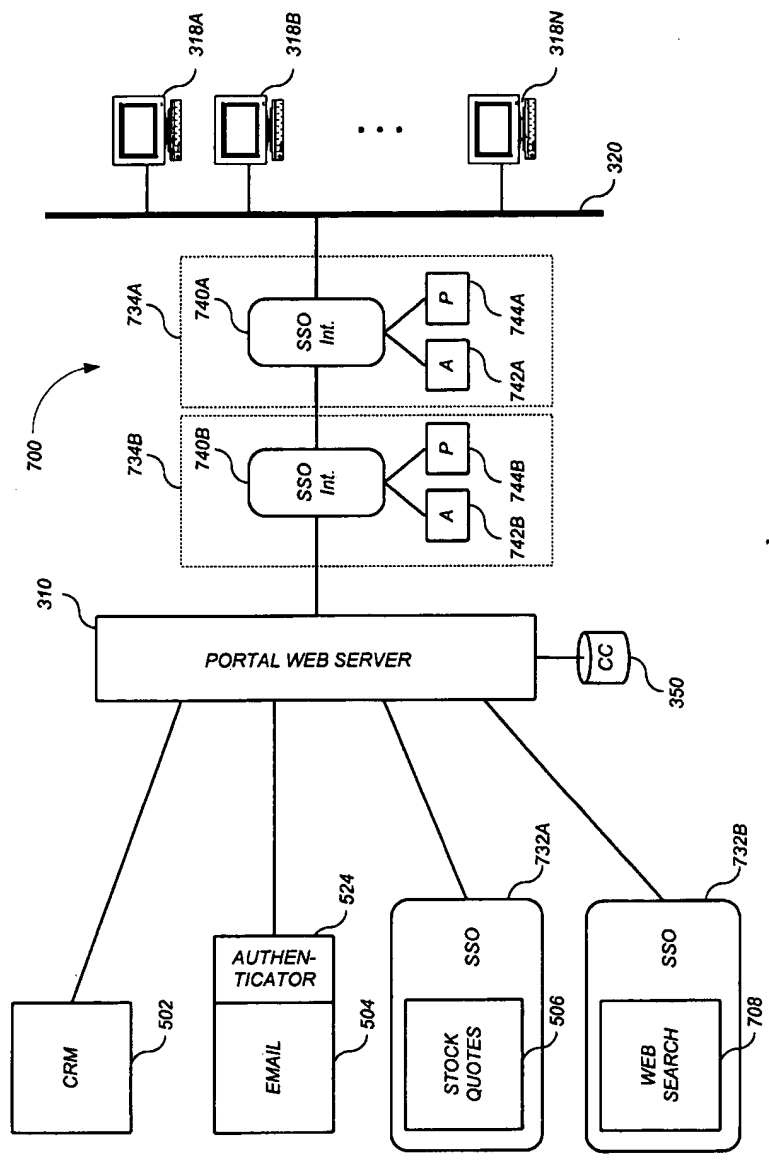 CRM
502
EMAIL
AUTHEN-
TICATOR
504
524
STOCK
QUOTES
506
SSO
732A
WEB
SEARCH
708
SSO
732B
310
PORTAL WEB SERVER
CC
350
700
734B
740B
SSO
Int.
A
742B
P
744B
734A
740A
SSO
Int.
A
742A
P
744A
318A
318B
. . .
318N
320